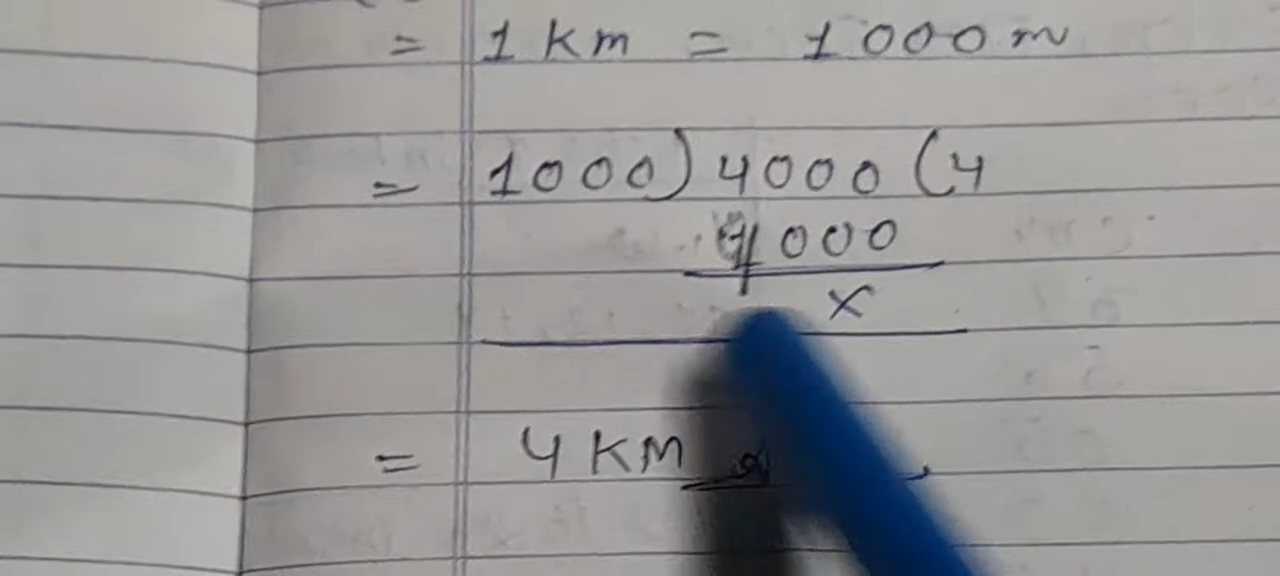 = 1 Km = 1000 m
= 1000 ) 4000 ( 4
4000
x
= 4 KM